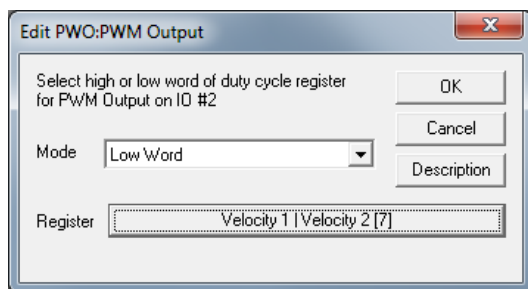 Edit PWO:PWM Output
Select high or low word of duty cycle register
for PWM Output on IO #2
OK
Cancel
Mode
Low Word
Description
Register
Velocity 1 | Velocity 2 [7]